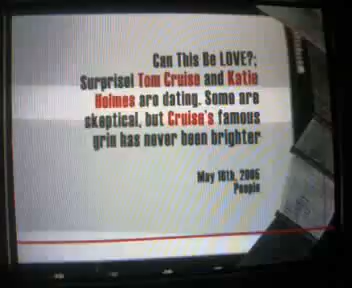 Can This Be LOVE?;
Surprise! Tom Cruise and Katie
Holmes are dating. Some are
skeptical, but Cruise's famous
grin has never been brighter
May 16th, 2005
People